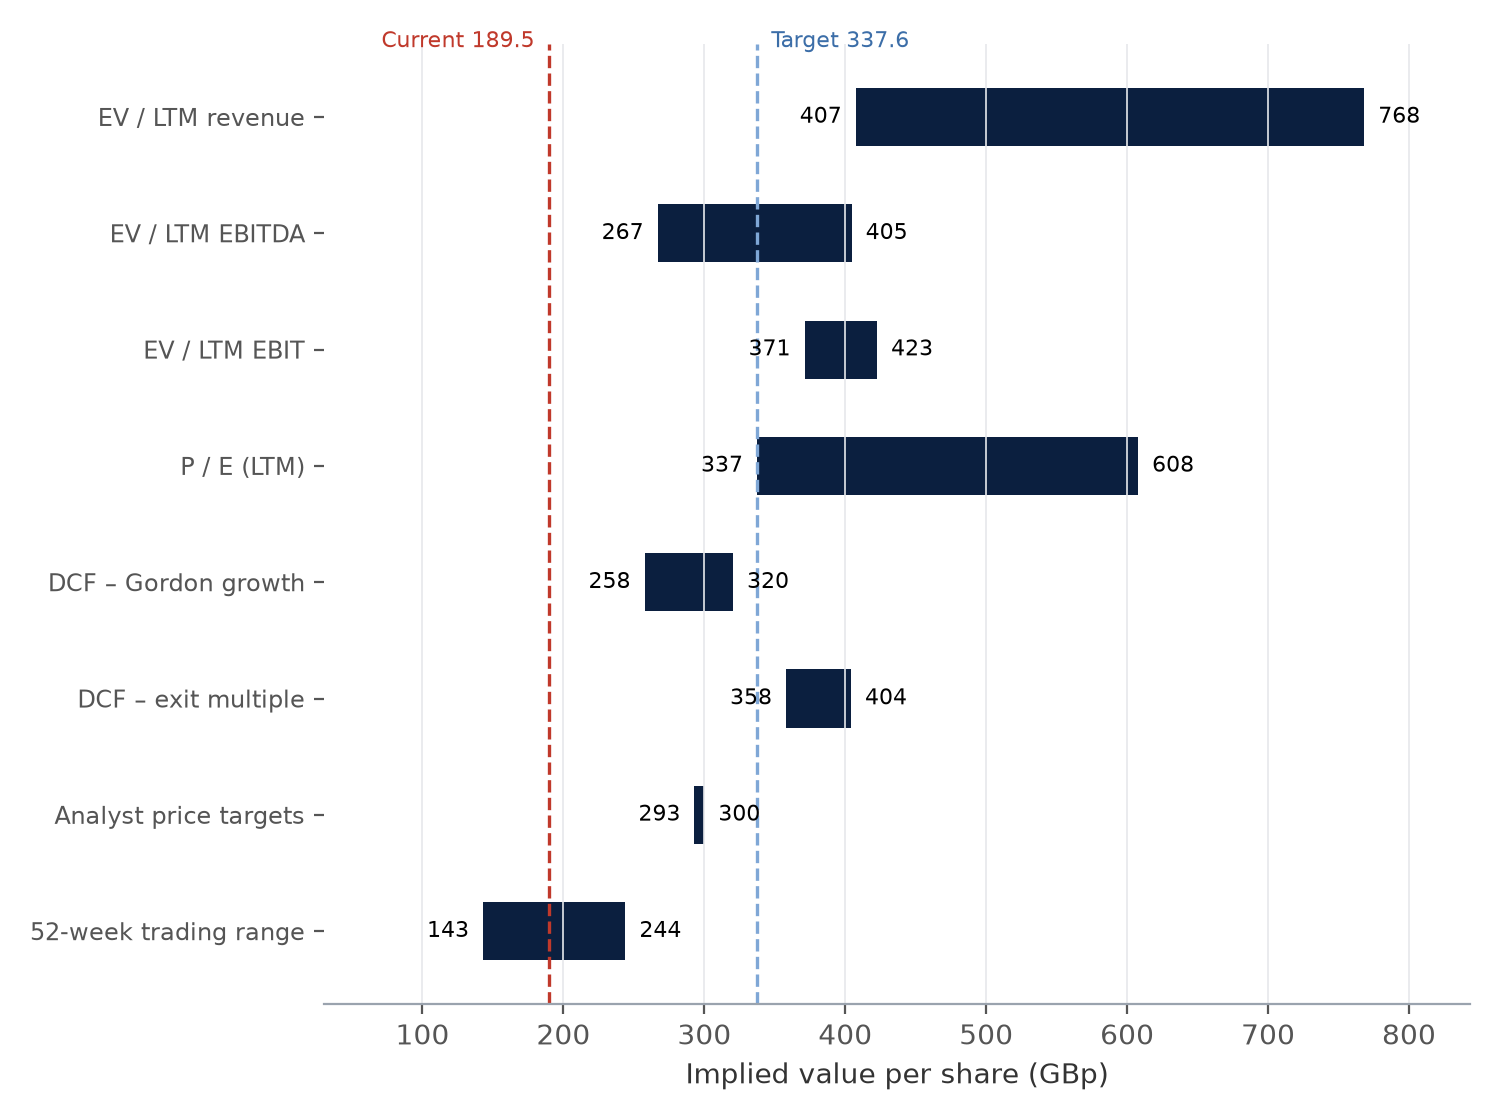 Current 189.5
Target 337.6
EV / LTM revenue
407
768
EV / LTM EBITDA
267
405
EV / LTM EBIT
371
423
P / E (LTM)
337
608
DCF – Gordon growth
258
320
DCF – exit multiple
358
404
Analyst price targets
293
300
52-week trading range
143
244
100 200 300 400 500 600 700 800
Implied value per share (GBp)